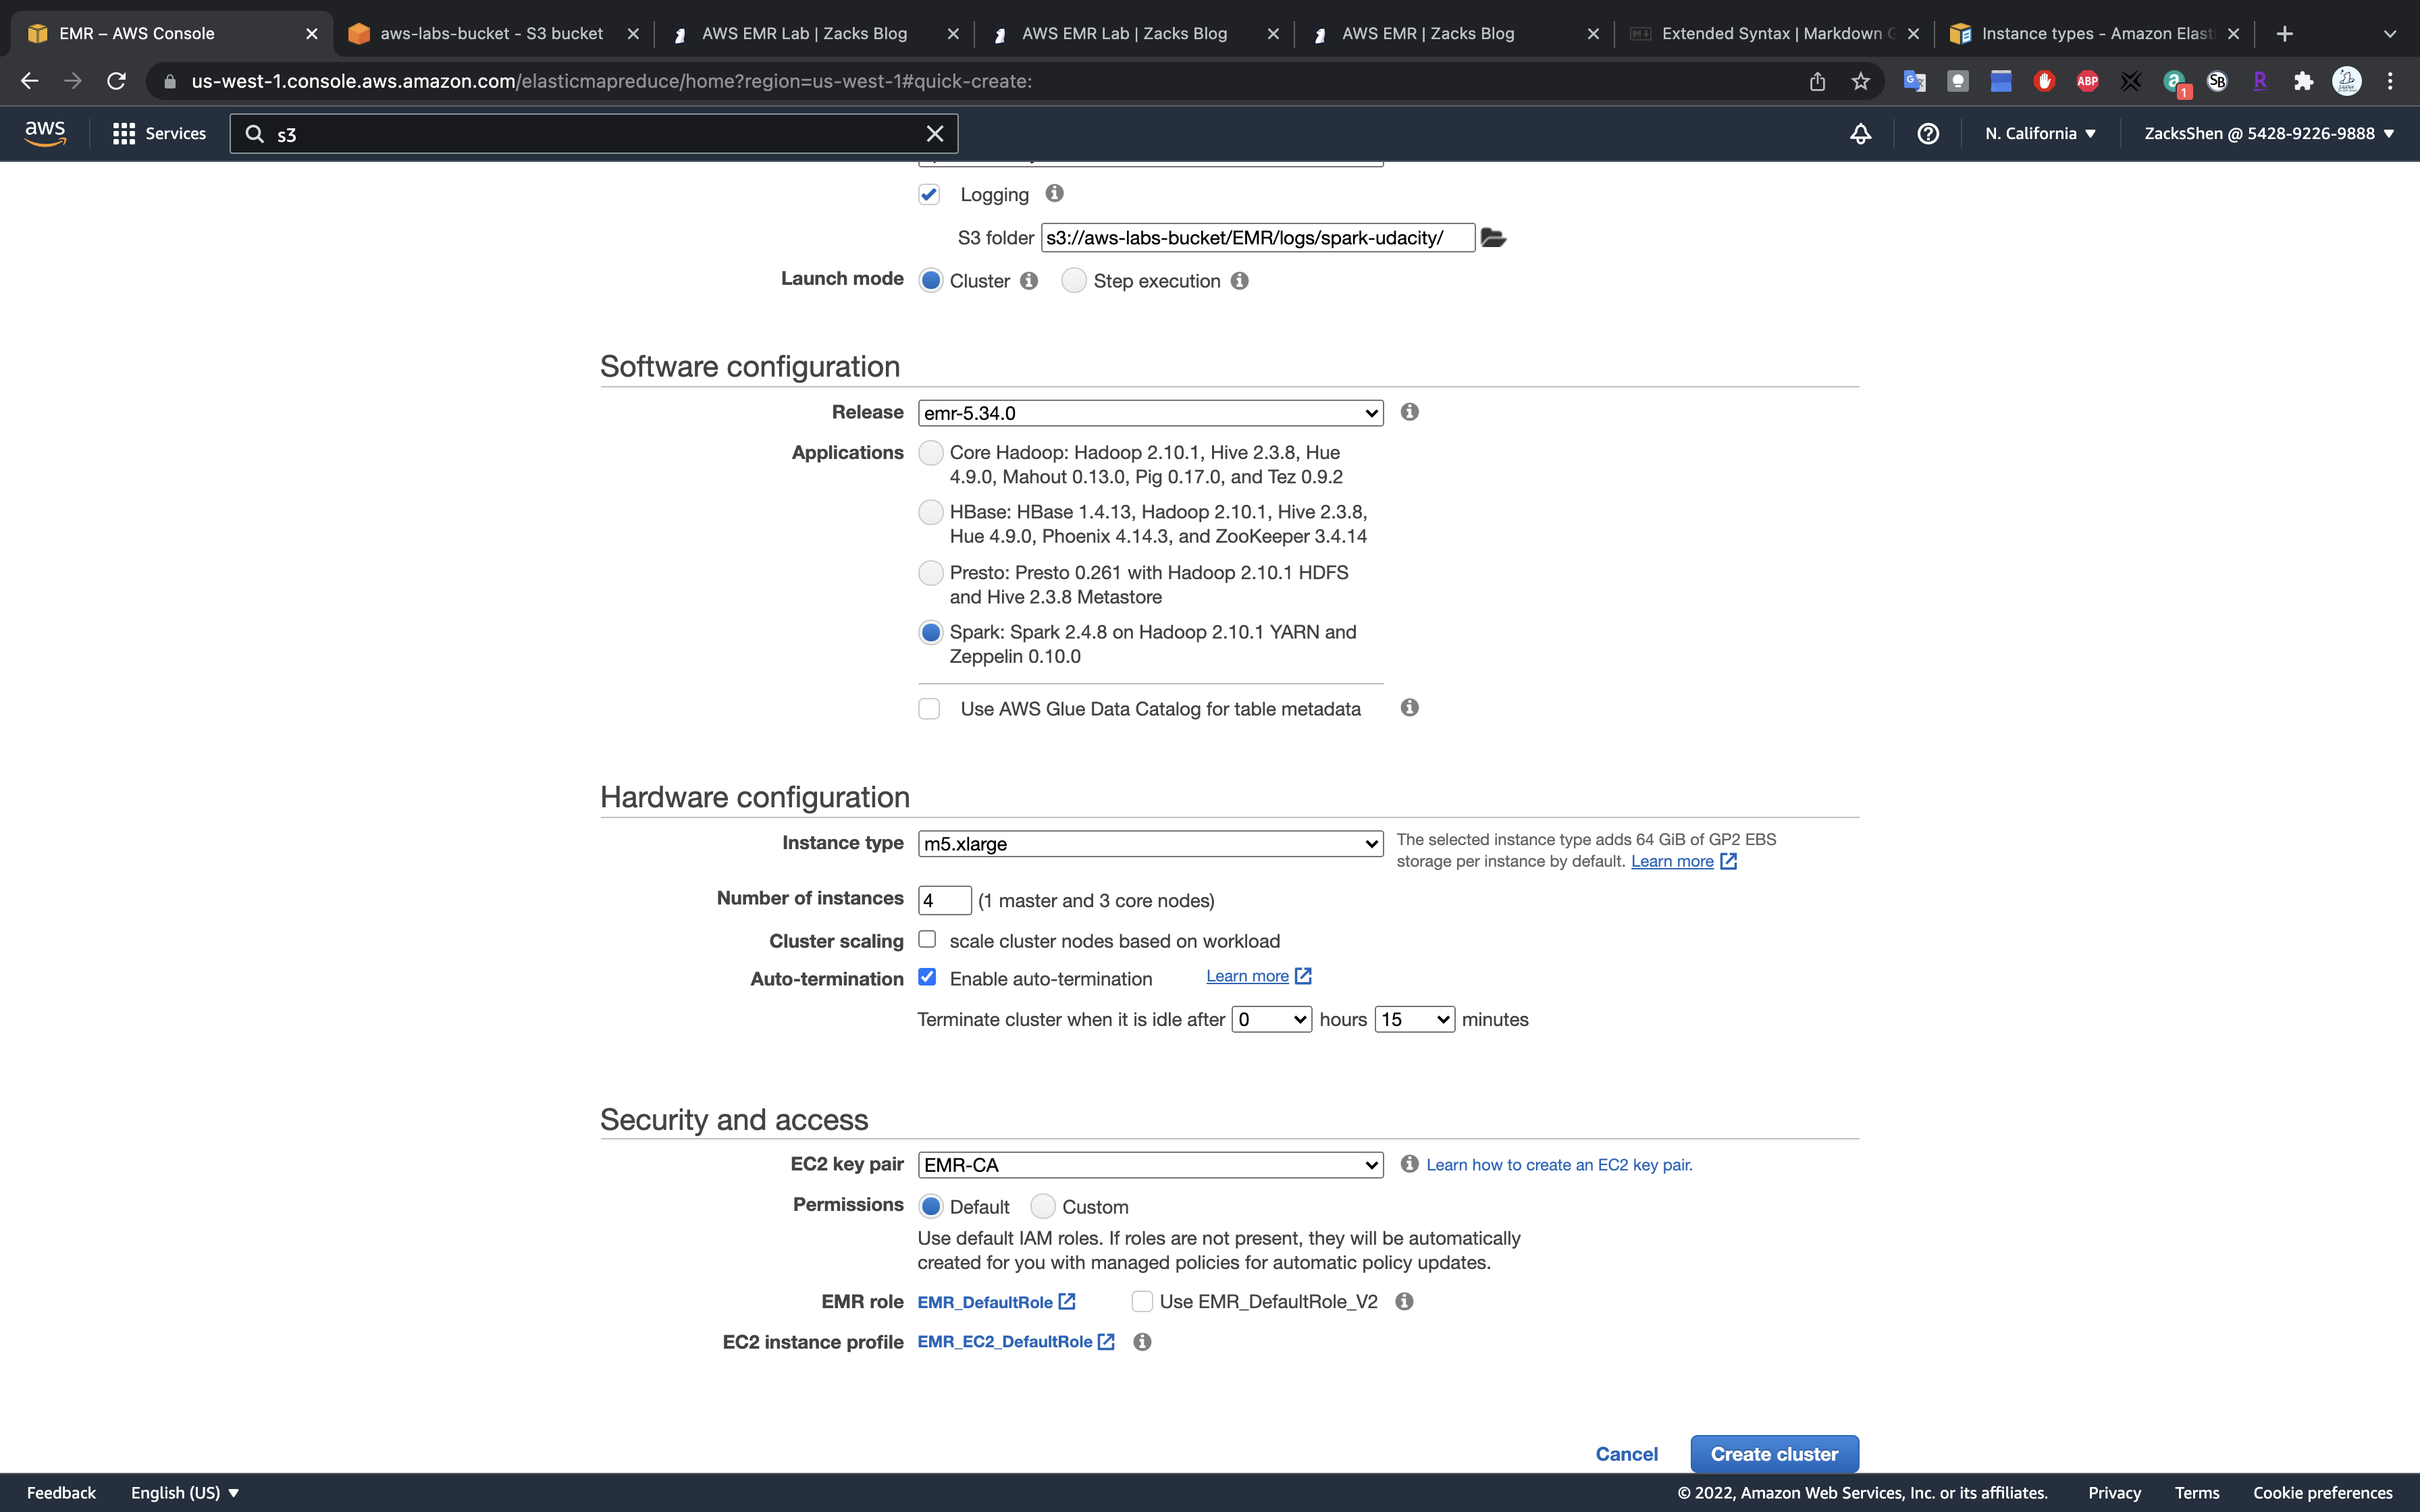 EMR – AWS Console
aws-labs-bucket - S3 bucket
AWS EMR Lab | Zacks Blog
AWS EMR Lab | Zacks Blog
AWS EMR | Zacks Blog
Extended Syntax | Markdown G
Instance types - Amazon Elasti
us-west-1.console.aws.amazon.com/elasticmapreduce/home?region=us-west-1#quick-create:
ABP
1
SB
R
aws
Services
s3
N. California
ZacksShen @ 5428-9226-9888
Logging
S3 folder s3://aws-labs-bucket/EMR/logs/spark-udacity/
Launch mode Cluster Step execution
Software configuration
Release emr-5.34.0
Applications Core Hadoop: Hadoop 2.10.1, Hive 2.3.8, Hue
4.9.0, Mahout 0.13.0, Pig 0.17.0, and Tez 0.9.2
HBase: HBase 1.4.13, Hadoop 2.10.1, Hive 2.3.8,
Hue 4.9.0, Phoenix 4.14.3, and ZooKeeper 3.4.14
Presto: Presto 0.261 with Hadoop 2.10.1 HDFS
and Hive 2.3.8 Metastore
Spark: Spark 2.4.8 on Hadoop 2.10.1 YARN and
Zeppelin 0.10.0
Use AWS Glue Data Catalog for table metadata
Hardware configuration
Instance type m5.xlarge
The selected instance type adds 64 GiB of GP2 EBS
storage per instance by default. Learn more
Number of instances 4 (1 master and 3 core nodes)
Cluster scaling scale cluster nodes based on workload
Auto-termination Enable auto-termination Learn more
Terminate cluster when it is idle after 0 hours 15 minutes
Security and access
EC2 key pair EMR-CA Learn how to create an EC2 key pair.
Permissions Default Custom
Use default IAM roles. If roles are not present, they will be automatically
created for you with managed policies for automatic policy updates.
EMR role EMR_DefaultRole Use EMR_DefaultRole_V2
EC2 instance profile EMR_EC2_DefaultRole
Cancel Create cluster
Feedback English (US) © 2022, Amazon Web Services, Inc. or its affiliates. Privacy Terms Cookie preferences